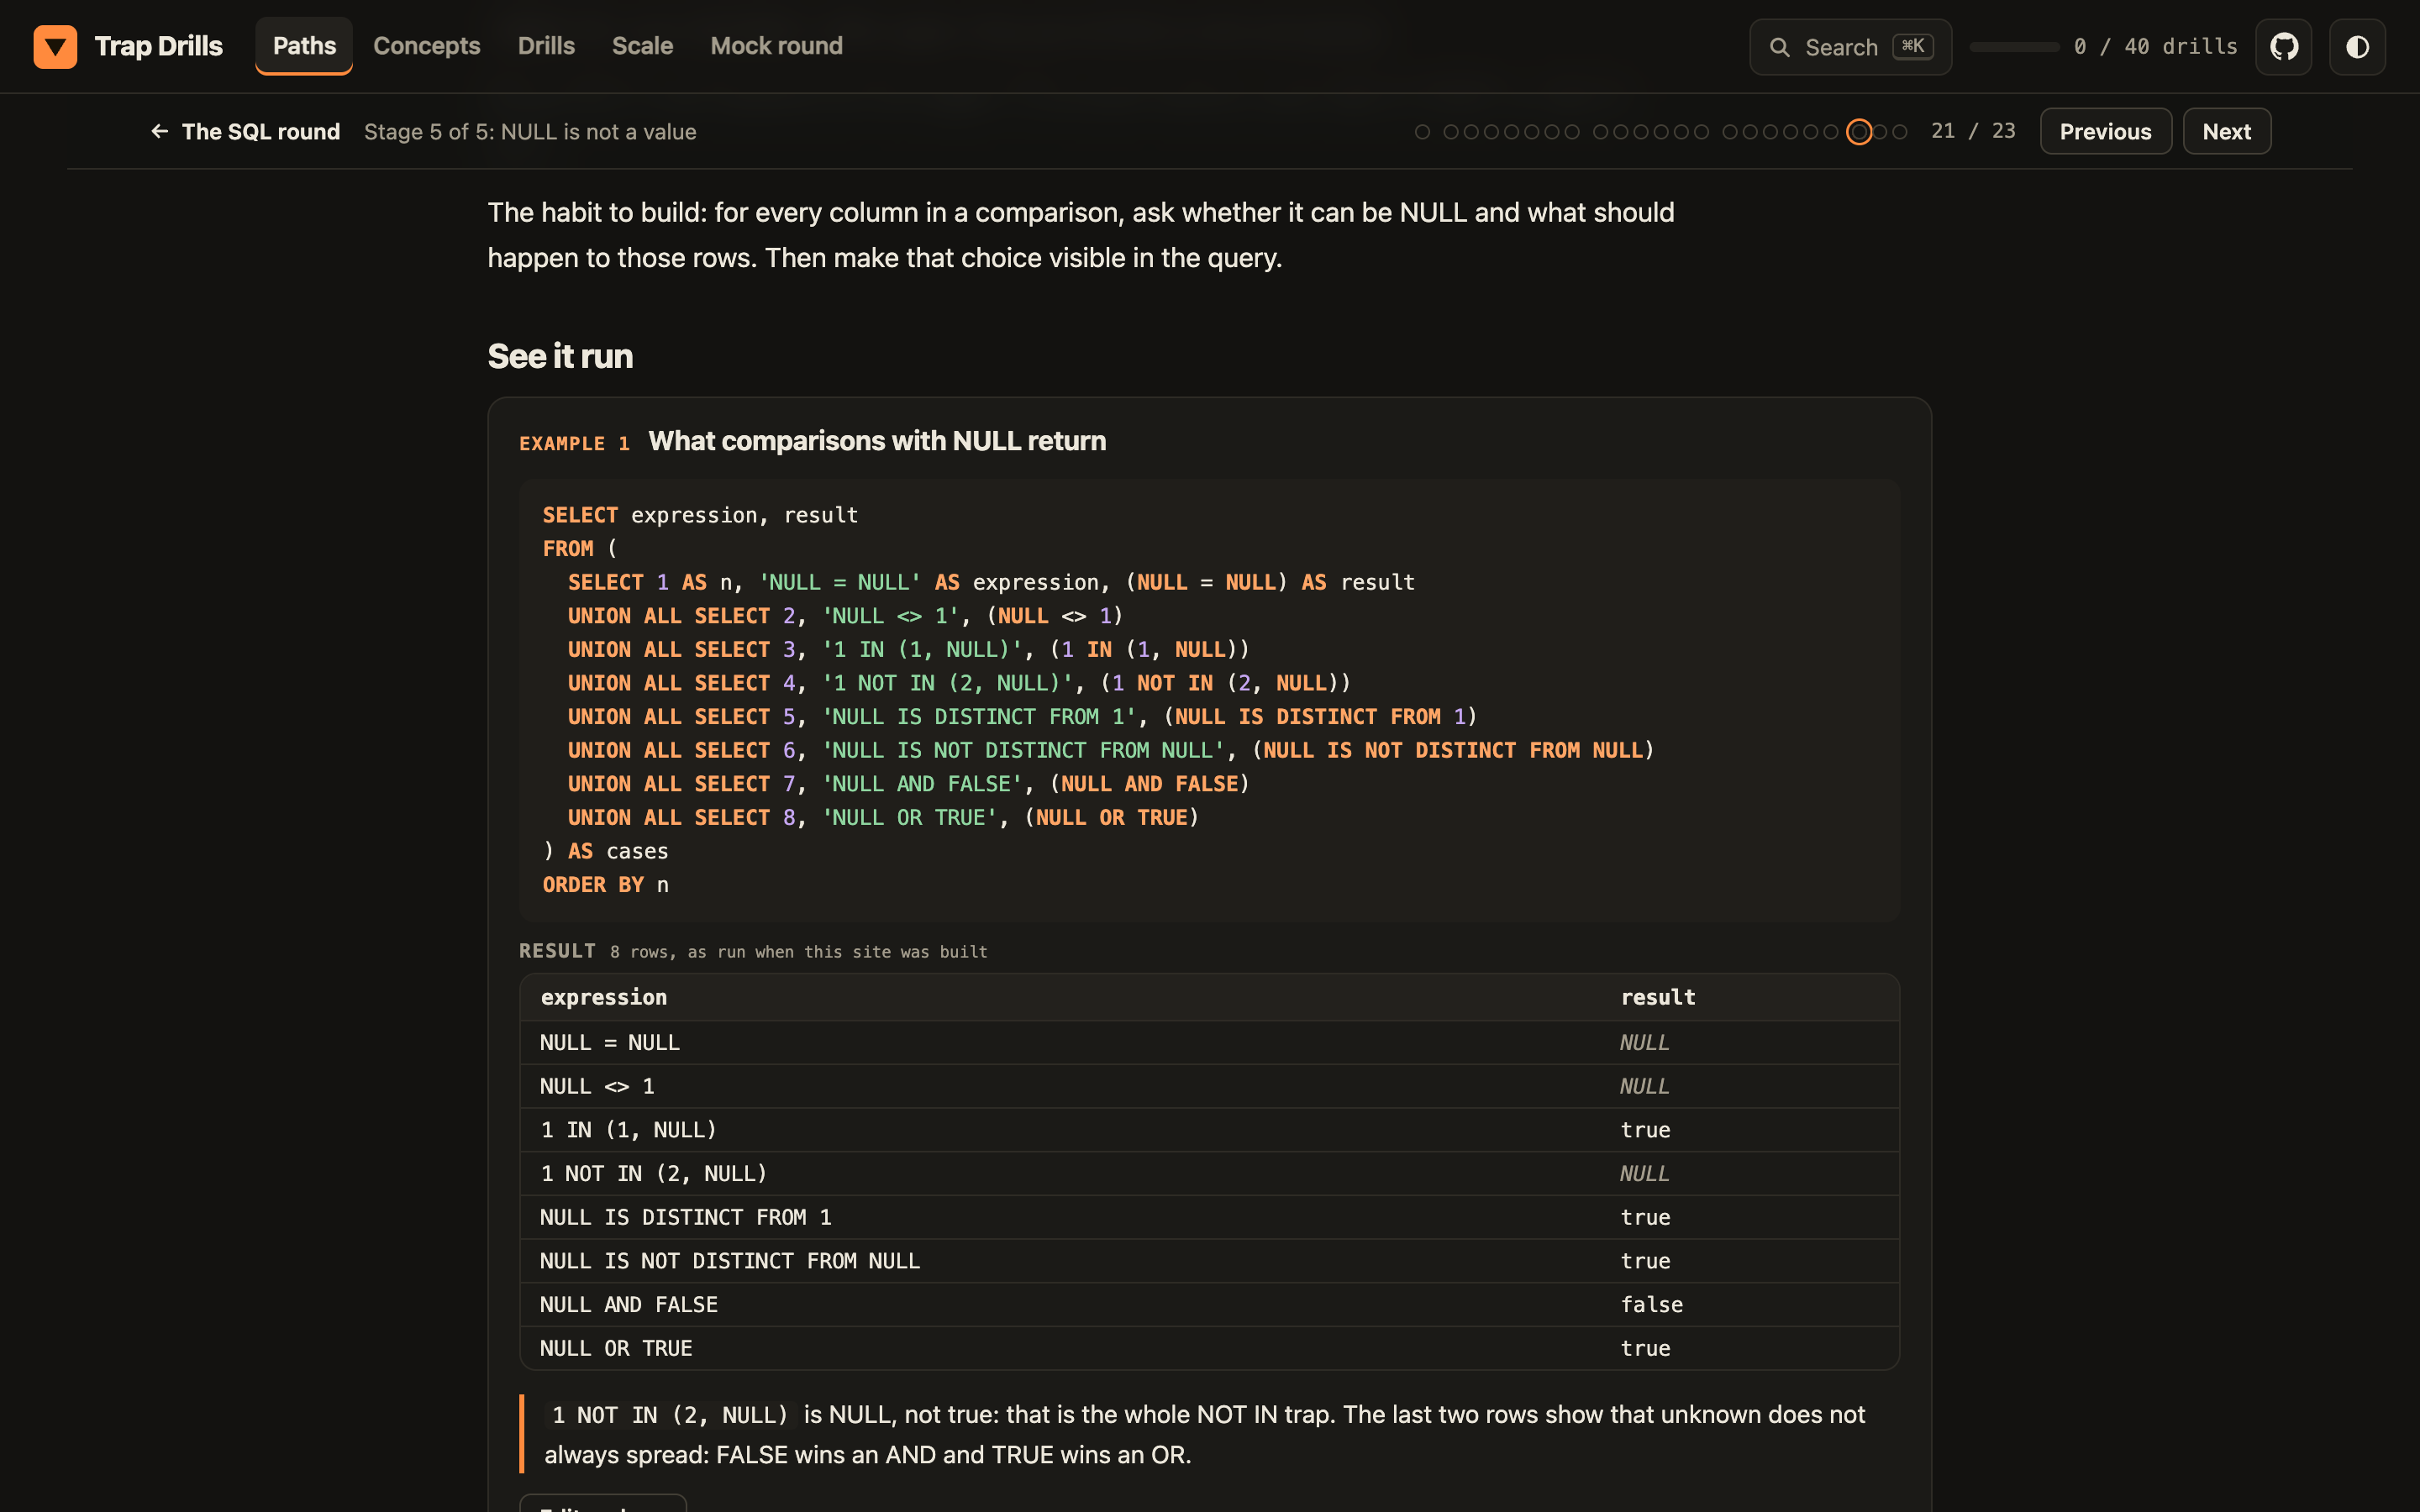 Trap Drills
Paths
Concepts
Drills
Scale
Mock round
Search ⌘K
0 / 40 drills
← The SQL round
Stage 5 of 5: NULL is not a value
21 / 23
Previous
Next
The habit to build: for every column in a comparison, ask whether it can be NULL and what should
happen to those rows. Then make that choice visible in the query.
See it run
EXAMPLE 1 What comparisons with NULL return
SELECT expression, result
FROM (
  SELECT 1 AS n, 'NULL = NULL' AS expression, (NULL = NULL) AS result
  UNION ALL SELECT 2, 'NULL <> 1', (NULL <> 1)
  UNION ALL SELECT 3, '1 IN (1, NULL)', (1 IN (1, NULL))
  UNION ALL SELECT 4, '1 NOT IN (2, NULL)', (1 NOT IN (2, NULL))
  UNION ALL SELECT 5, 'NULL IS DISTINCT FROM 1', (NULL IS DISTINCT FROM 1)
  UNION ALL SELECT 6, 'NULL IS NOT DISTINCT FROM NULL', (NULL IS NOT DISTINCT FROM NULL)
  UNION ALL SELECT 7, 'NULL AND FALSE', (NULL AND FALSE)
  UNION ALL SELECT 8, 'NULL OR TRUE', (NULL OR TRUE)
) AS cases
ORDER BY n
RESULT 8 rows, as run when this site was built
expression result
NULL = NULL NULL
NULL <> 1 NULL
1 IN (1, NULL) true
1 NOT IN (2, NULL) NULL
NULL IS DISTINCT FROM 1 true
NULL IS NOT DISTINCT FROM NULL true
NULL AND FALSE false
NULL OR TRUE true
1 NOT IN (2, NULL) is NULL, not true: that is the whole NOT IN trap. The last two rows show that unknown does not
always spread: FALSE wins an AND and TRUE wins an OR.